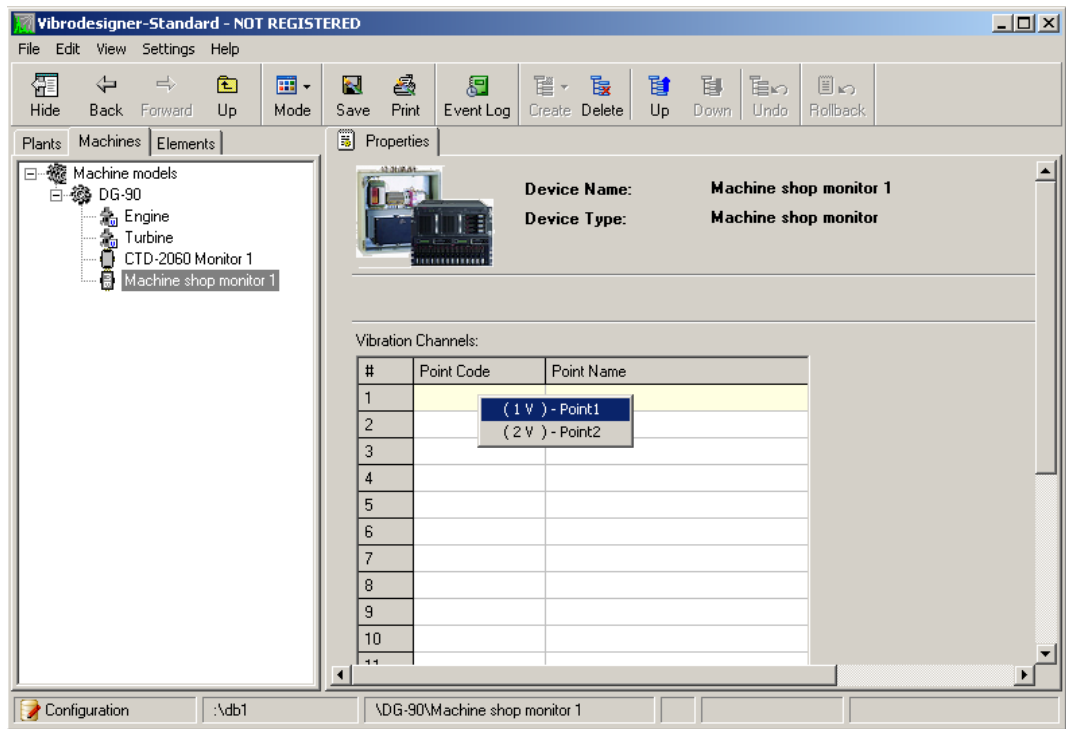 Vibrodesigner-Standard - NOT REGISTERED
File Edit View Settings Help
Hide Back Forward Up Mode Save Print Event Log Create Delete Up Down Undo Rollback
Plants Machines Elements
Properties
Machine models
DG-90
Engine
Turbine
CTD-2060 Monitor 1
Machine shop monitor 1
Device Name: Machine shop monitor 1
Device Type: Machine shop monitor
Vibration Channels:
# Point Code Point Name
1
( 1 V ) - Point1
2
( 2 V ) - Point2
3
4
5
6
7
8
9
10
11
Configuration :\db1 \DG-90\Machine shop monitor 1